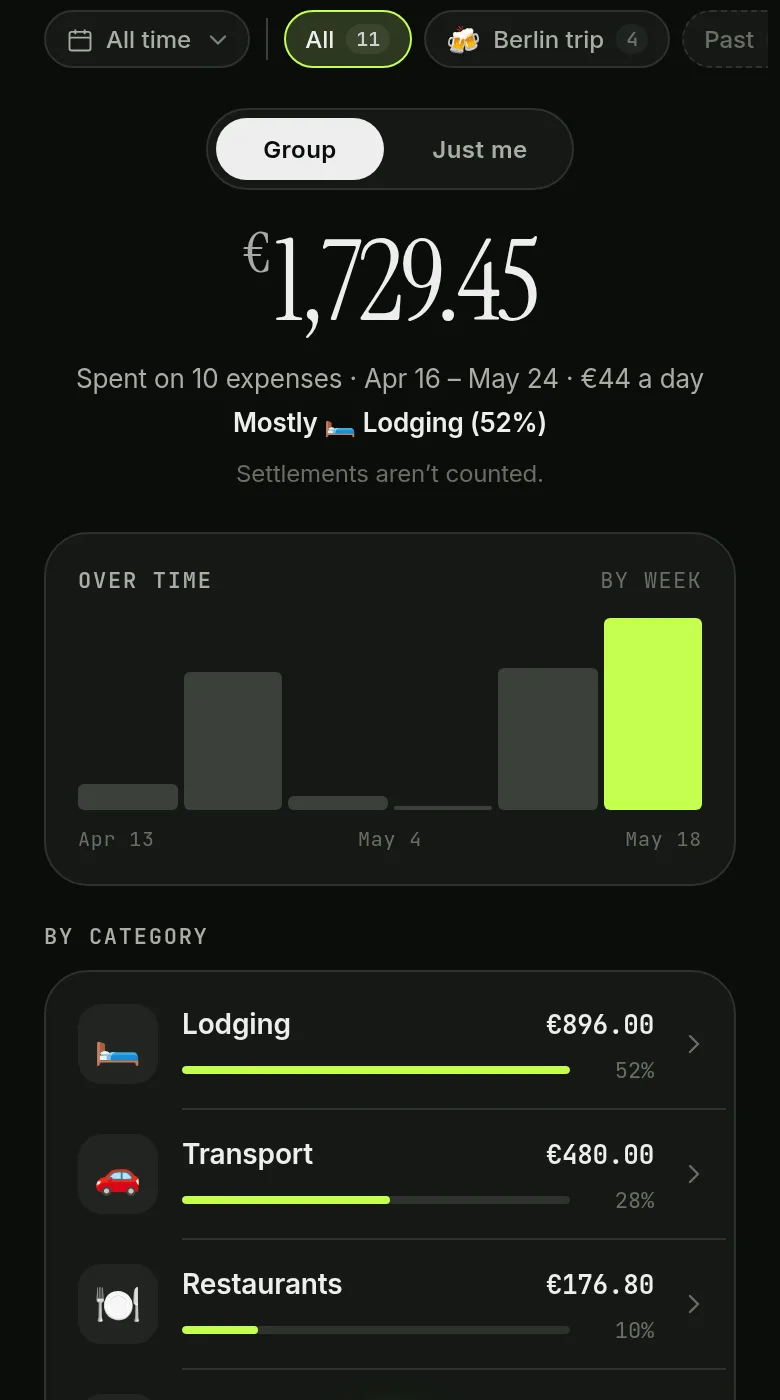 All time
All 11
Berlin trip 4
Past
Group
Just me
€1,729.45
Spent on 10 expenses · Apr 16 – May 24 · €44 a day
Mostly 🛏️ Lodging (52%)
Settlements aren’t counted.
OVER TIME
BY WEEK
Apr 13
May 4
May 18
BY CATEGORY
Lodging
€896.00
52%
Transport
€480.00
28%
Restaurants
€176.80
10%